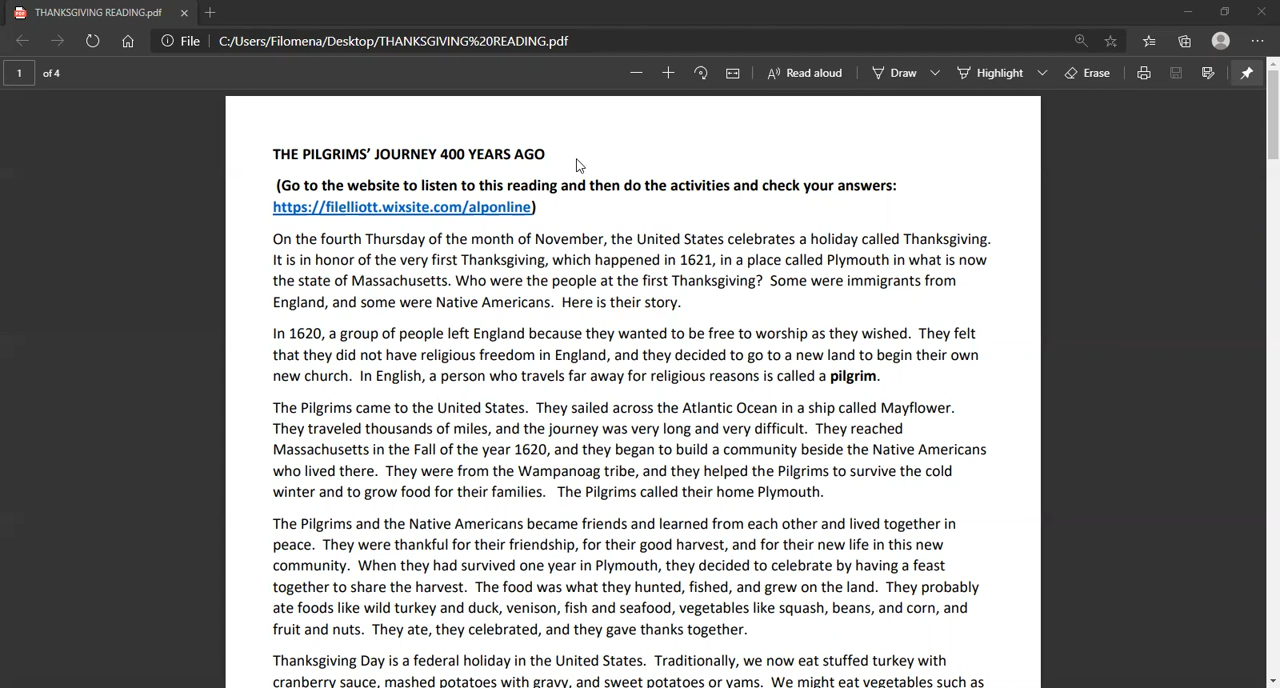 THANKSGIVING READING.pdf
File C:/Users/Filomena/Desktop/THANKSGIVING%20READING.pdf
1 of 4 Read aloud Draw Highlight Erase
THE PILGRIMS' JOURNEY 400 YEARS AGO
(Go to the website to listen to this reading and then do the activities and check your answers:
https://filelliott.wixsite.com/alponline)
On the fourth Thursday of the month of November, the United States celebrates a holiday called Thanksgiving.
It is in honor of the very first Thanksgiving, which happened in 1621, in a place called Plymouth in what is now
the state of Massachusetts. Who were the people at the first Thanksgiving? Some were immigrants from
England, and some were Native Americans. Here is their story.
In 1620, a group of people left England because they wanted to be free to worship as they wished. They felt
that they did not have religious freedom in England, and they decided to go to a new land to begin their own
new church. In English, a person who travels far away for religious reasons is called a pilgrim.
The Pilgrims came to the United States. They sailed across the Atlantic Ocean in a ship called Mayflower.
They traveled thousands of miles, and the journey was very long and very difficult. They reached
Massachusetts in the Fall of the year 1620, and they began to build a community beside the Native Americans
who lived there. They were from the Wampanoag tribe, and they helped the Pilgrims to survive the cold
winter and to grow food for their families. The Pilgrims called their home Plymouth.
The Pilgrims and the Native Americans became friends and learned from each other and lived together in
peace. They were thankful for their friendship, for their good harvest, and for their new life in this new
community. When they had survived one year in Plymouth, they decided to celebrate by having a feast
together to share the harvest. The food was what they hunted, fished, and grew on the land. They probably
ate foods like wild turkey and duck, venison, fish and seafood, vegetables like squash, beans, and corn, and
fruit and nuts. They ate, they celebrated, and they gave thanks together.
Thanksgiving Day is a federal holiday in the United States. Traditionally, we now eat stuffed turkey with
cranberry sauce, mashed potatoes with gravy, and sweet potatoes or yams. We might eat vegetables such as